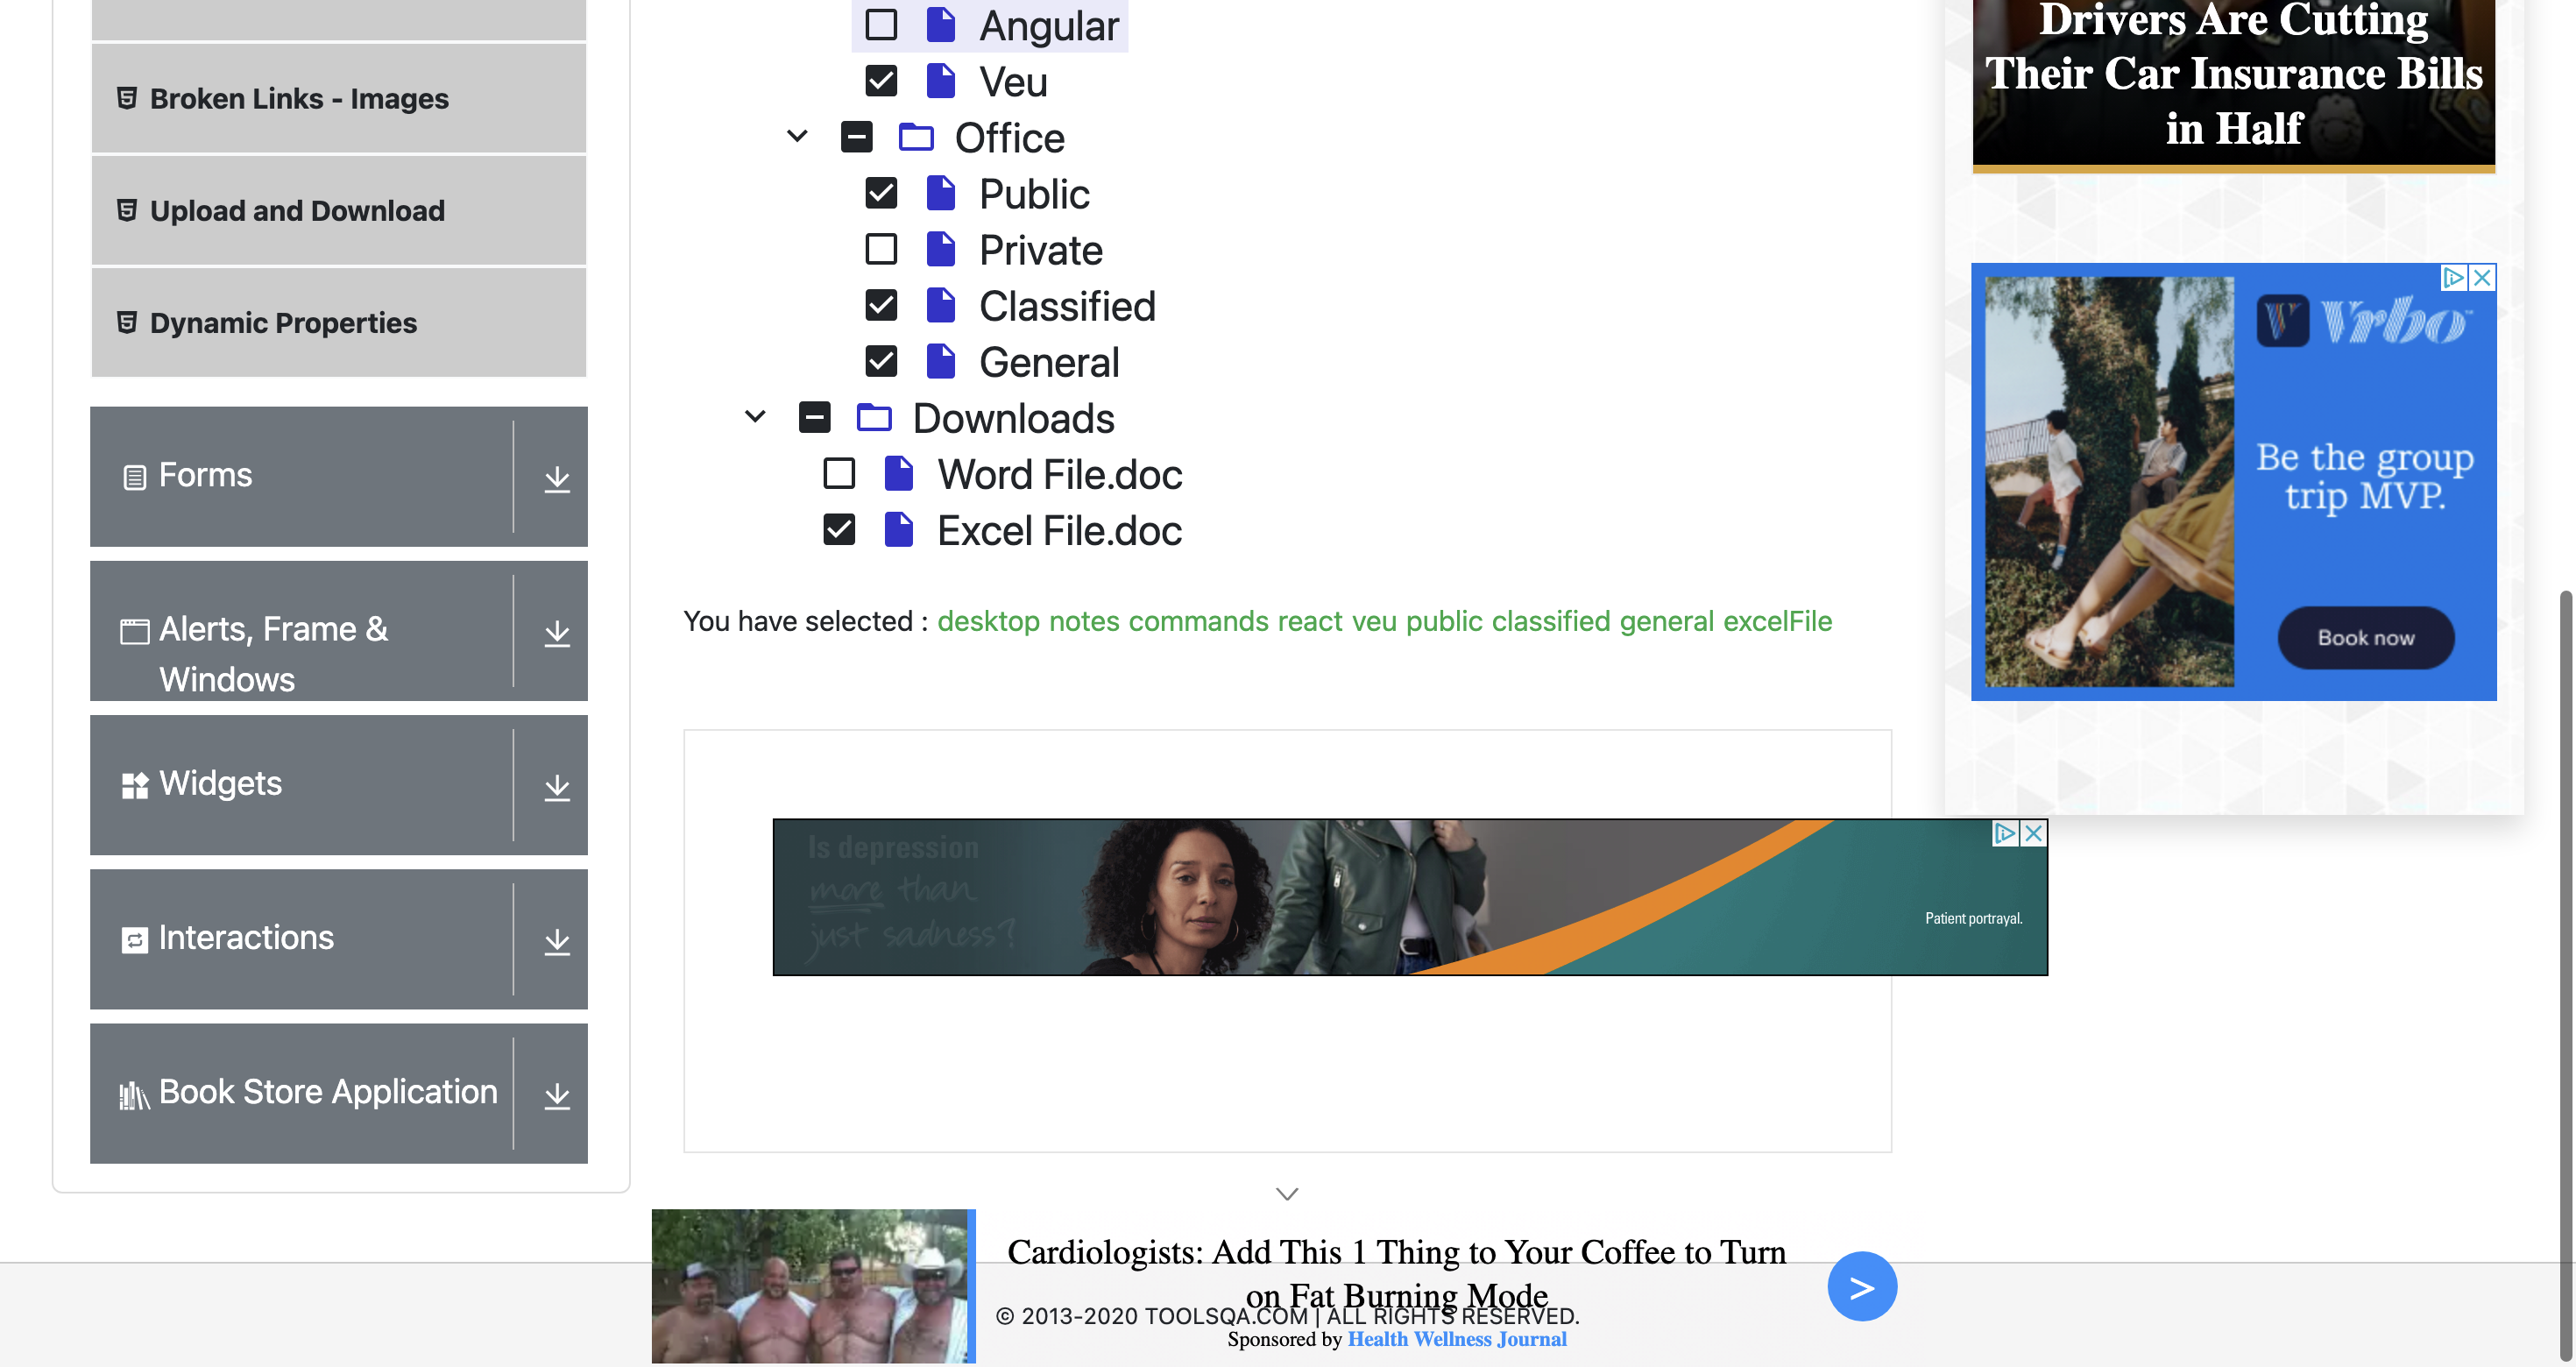 Broken Links - Images
Upload and Download
Dynamic Properties
Forms
Alerts, Frame &
Windows
Widgets
Interactions
Book Store Application
Angular
Veu
Office
Public
Private
Classified
General
Downloads
Word File.doc
Excel File.doc
You have selected : desktop notes commands react veu public classified general excelFile
Drivers Are Cutting
Their Car Insurance Bills
in Half
Vrbo
Be the group
trip MVP.
Book now
Is depression
more than
just sadness?
Patient portrayal.
Cardiologists: Add This 1 Thing to Your Coffee to Turn
on Fat Burning Mode
© 2013-2020 TOOLSQA.COM | ALL RIGHTS RESERVED.
Sponsored by Health Wellness Journal